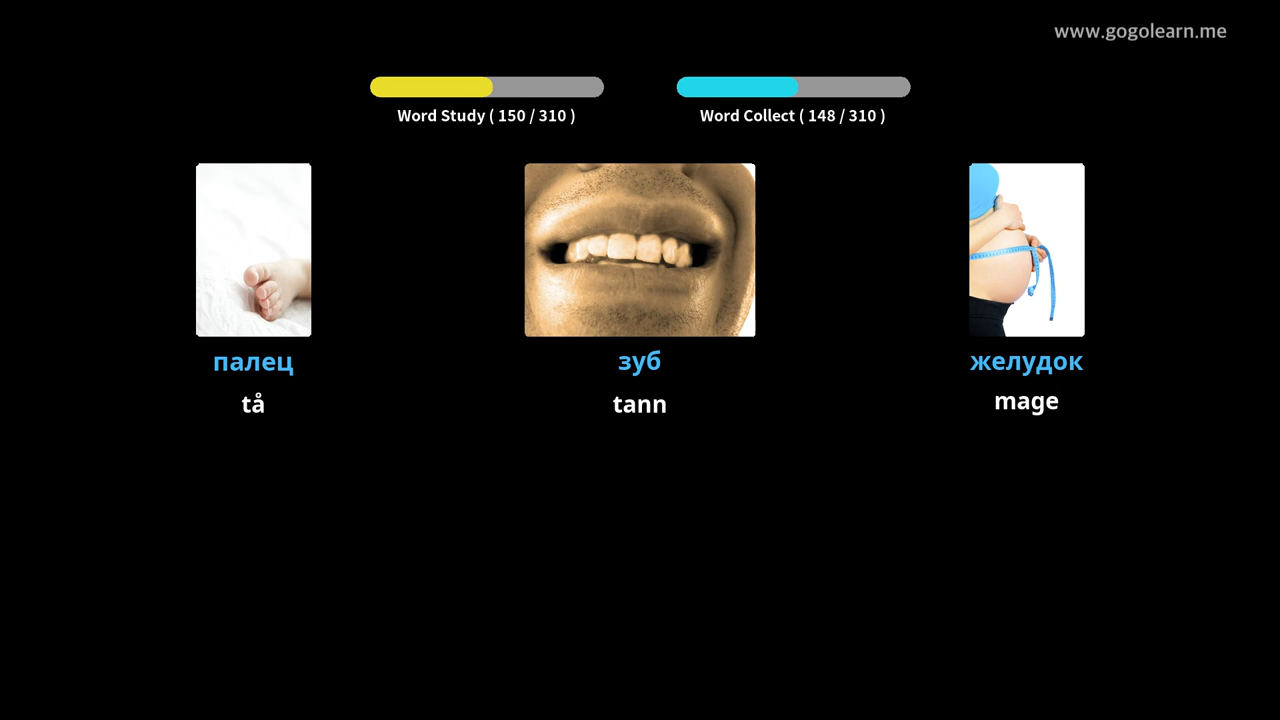 www.gogolearn.me
Word Study ( 150 / 310 )
Word Collect ( 148 / 310 )
палец
зуб
желудок
tå
tann
mage